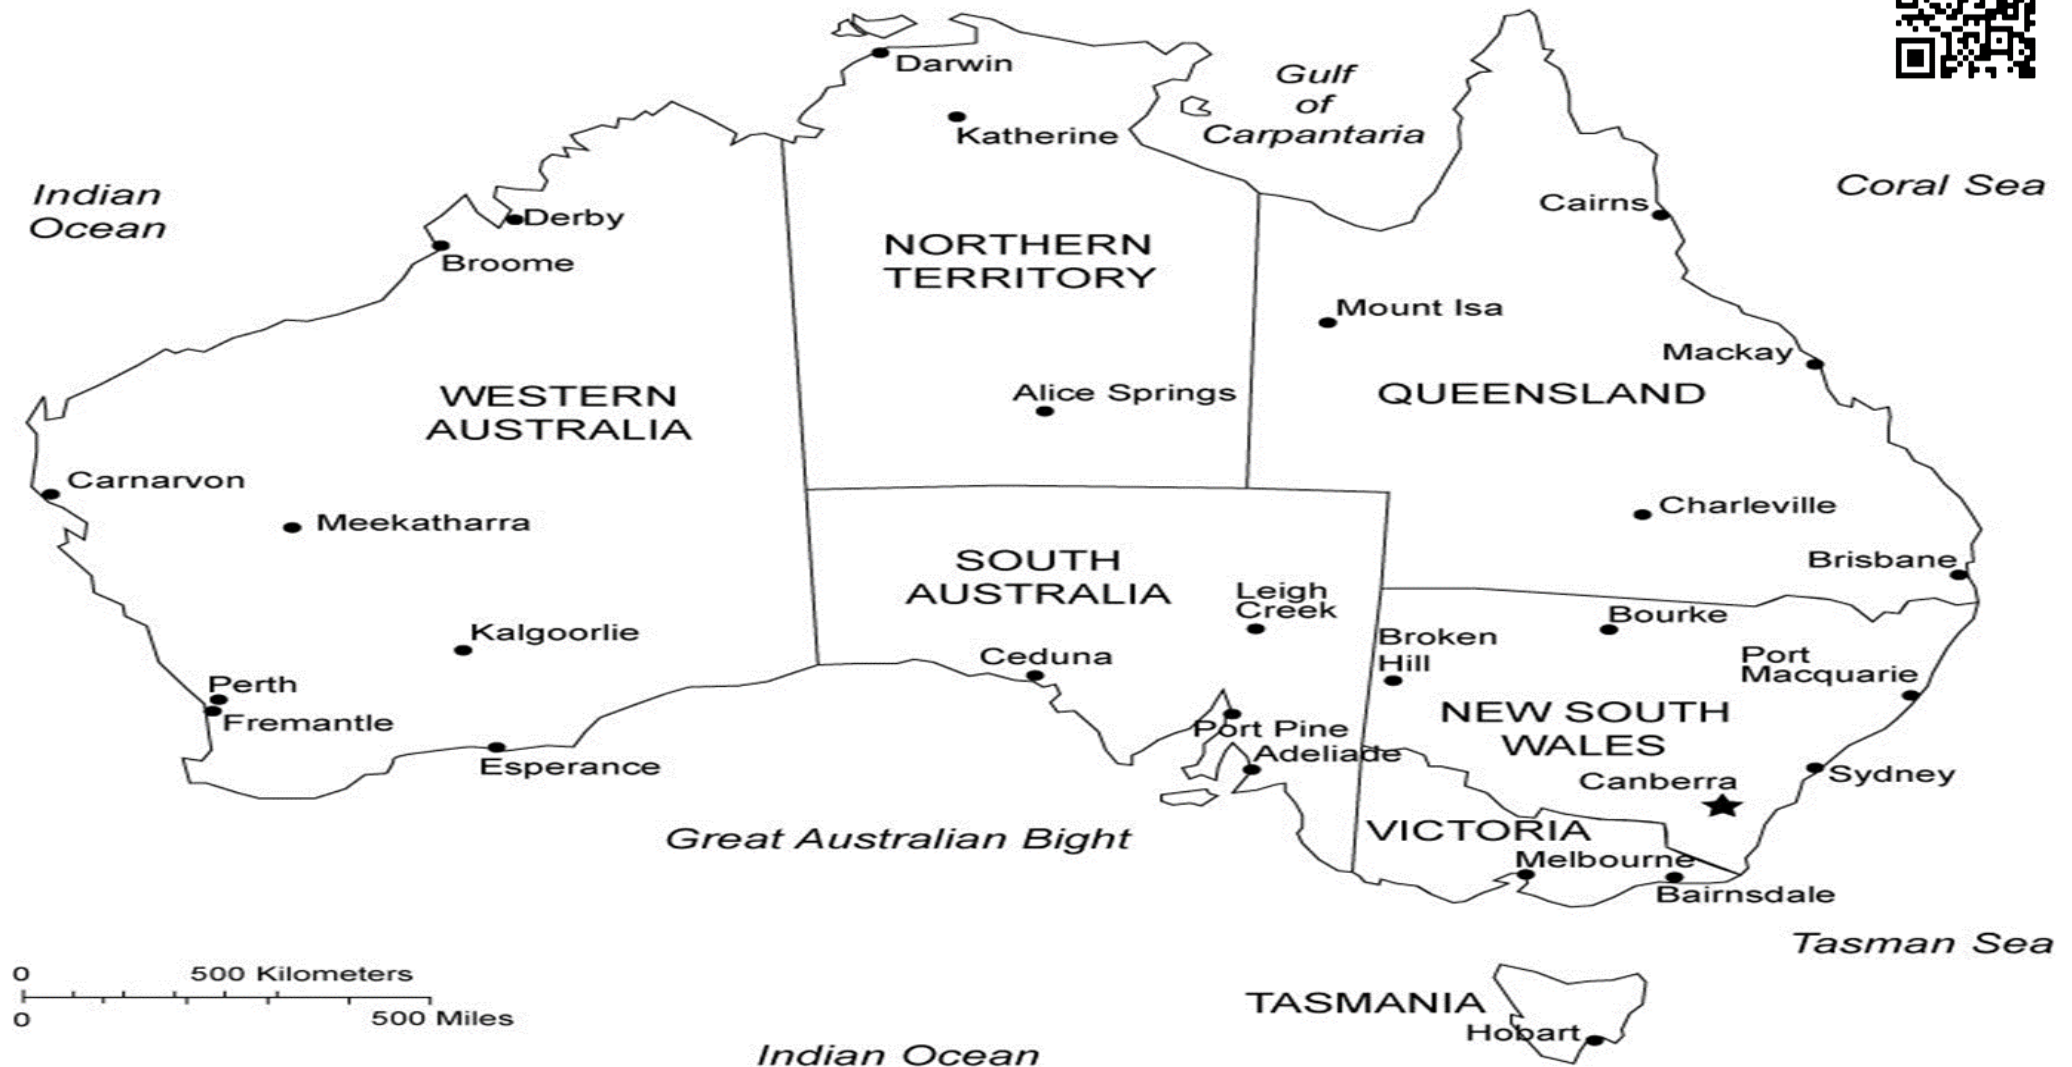 Darwin
Katherine
Gulf
of
Carpantaria
Indian
Ocean
Coral Sea
Cairns
Derby
Broome
NORTHERN
TERRITORY
Mount Isa
Mackay
WESTERN
AUSTRALIA
Alice Springs
QUEENSLAND
Carnarvon
Meekatharra
Charleville
SOUTH
AUSTRALIA
Brisbane
Leigh
Creek
Bourke
Kalgoorlie
Broken
Hill
Ceduna
Port
Macquarie
Perth
Fremantle
NEW SOUTH
WALES
Port Pine
Adeliade
Esperance
Canberra
Sydney
Great Australian Bight
VICTORIA
Melbourne
Bairnsdale
Tasman Sea
0 500 Kilometers
0 500 Miles
TASMANIA
Hobart
Indian Ocean